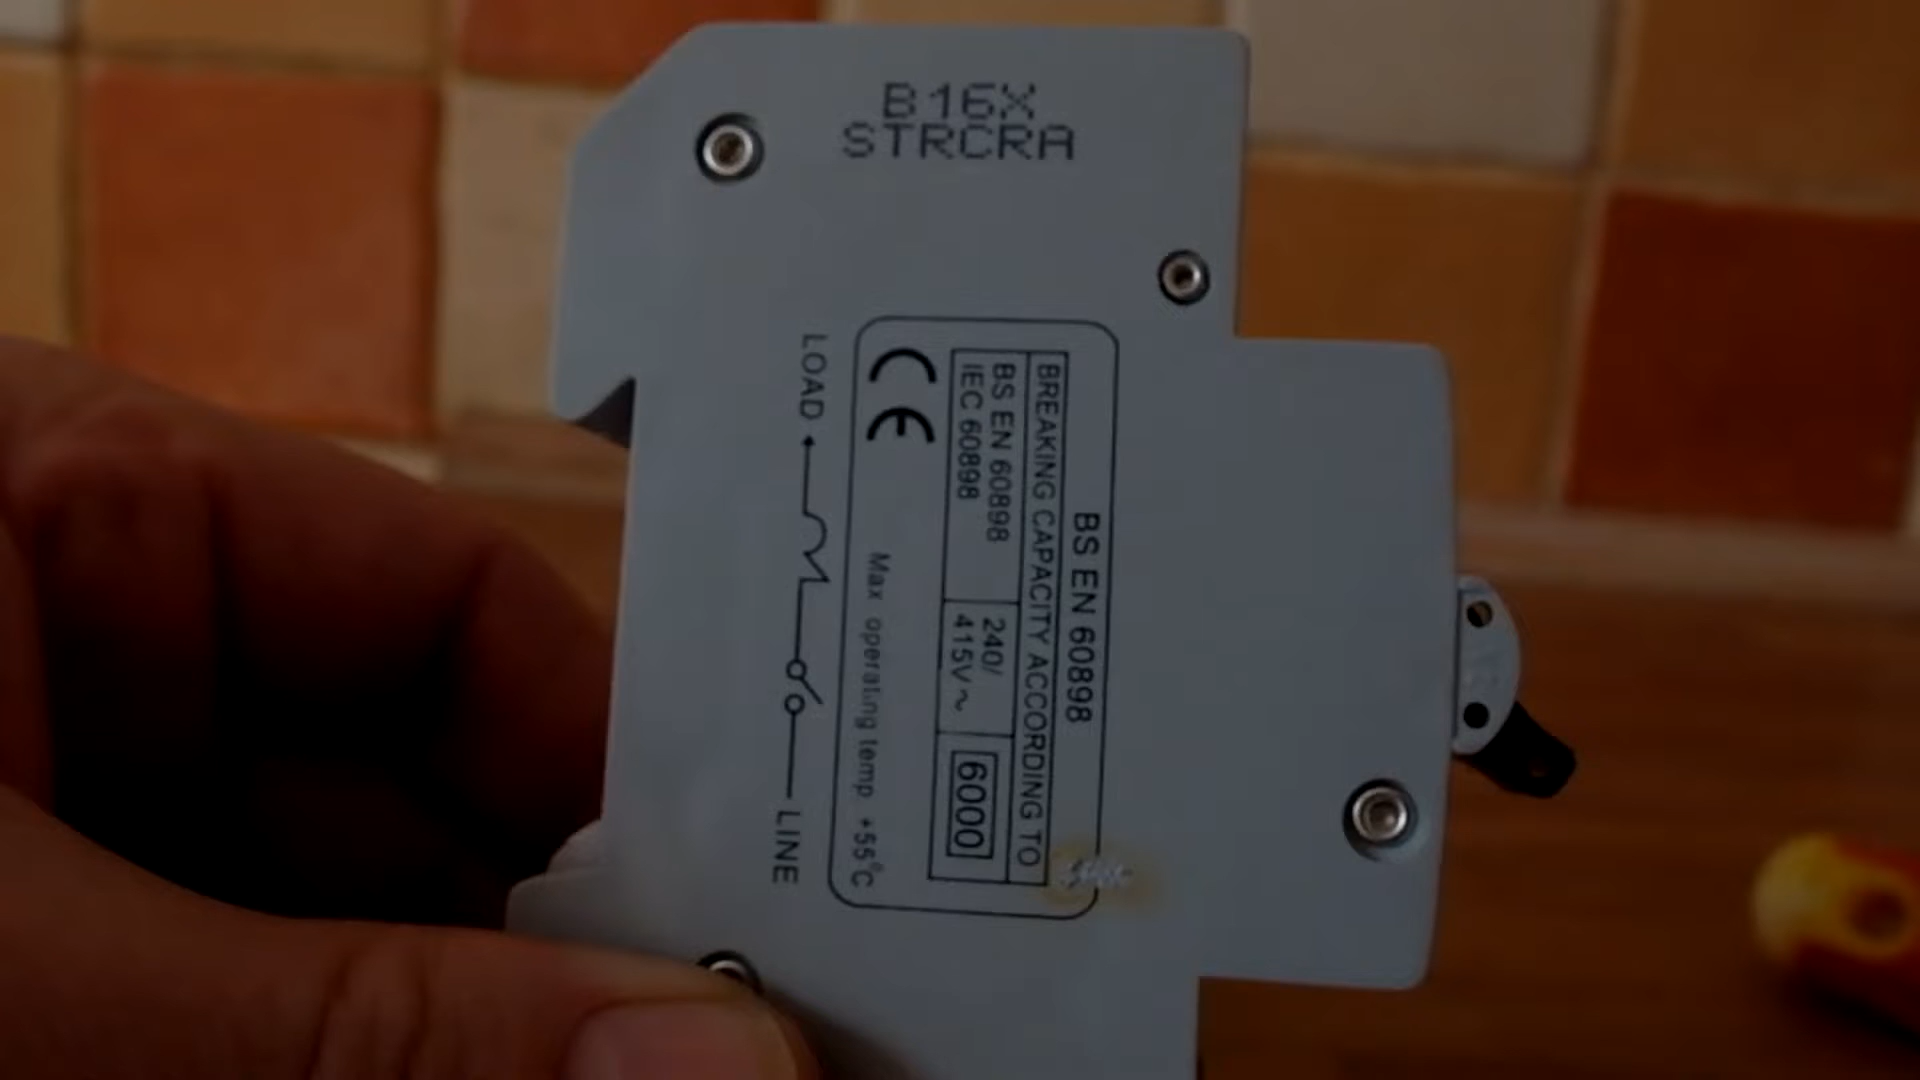 B16X
STRCRA
BS EN 60898
BREAKING CAPACITY ACCORDING TO
BS EN 60898
IEC 60898
240/
415V~
6000
CE
Max operating temp +55°C
LOAD
LINE